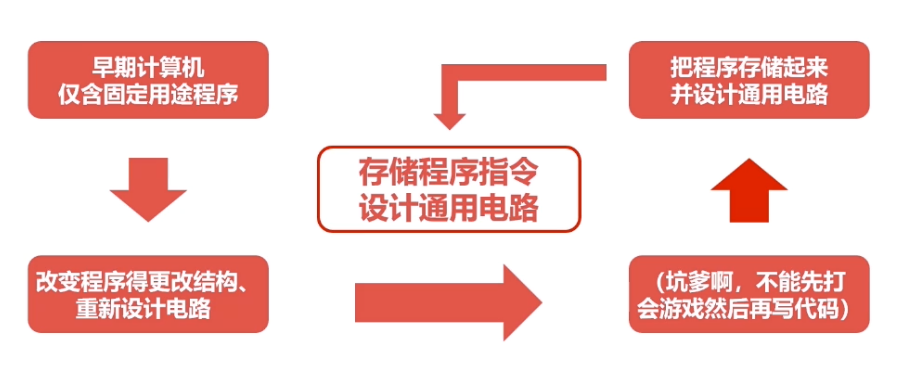 早期计算机
仅含固定用途程序
改变程序得更改结构、
重新设计电路
（坑爹啊，不能先打
会游戏然后再写代码）
把程序存储起来
并设计通用电路
存储程序指令
设计通用电路